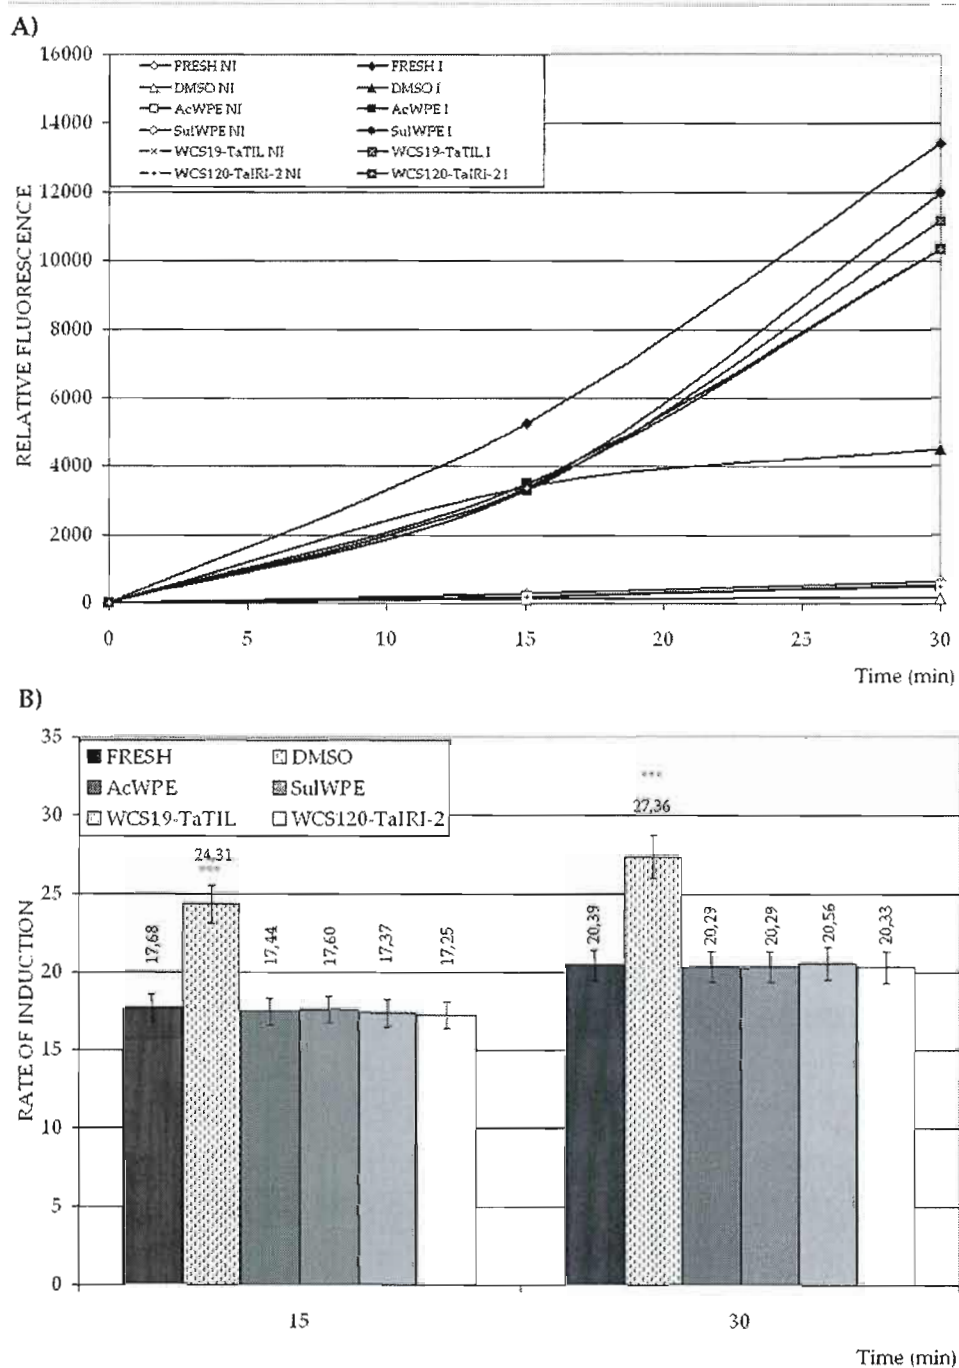 A)
16000
14000
12000
10000
8000
6000
4000
2000
0
RELATIVE FLUORESCENCE
FRESH NI
FRESH I
DMSO NI
DMSO I
AcWPE NI
AcWPE I
SulWPE NI
SulWPE I
WCS19-TaTIL NI
WCS19-TaTIL I
WCS120-TaIRI-2 NI
WCS120-TaIRI-2 I
0 5 10 15 20 25 30
Time (min)
B)
35
30
25
20
15
10
5
0
RATE OF INDUCTION
FRESH
DMSO
AcWPE
SulWPE
WCS19-TaTIL
WCS120-TaIRI-2
17,68
24,31
***
17,44
17,60
17,37
17,25
20,39
***
27,36
20,29
20,29
20,56
20,33
15 30
Time (min)